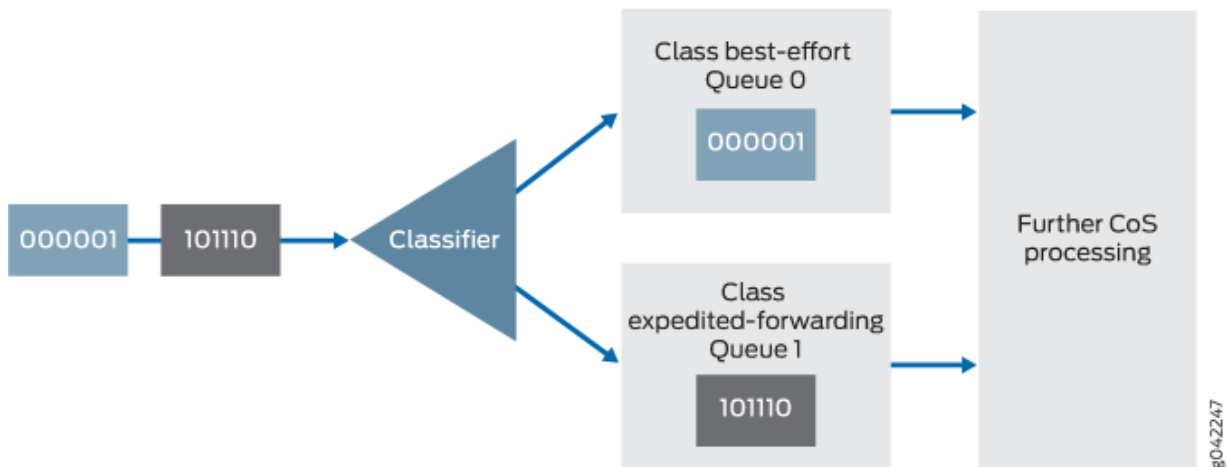 000001
101110
Classifier
Class best-effort
Queue 0
000001
Class
expedited-forwarding
Queue 1
101110
Further CoS
processing
g042247